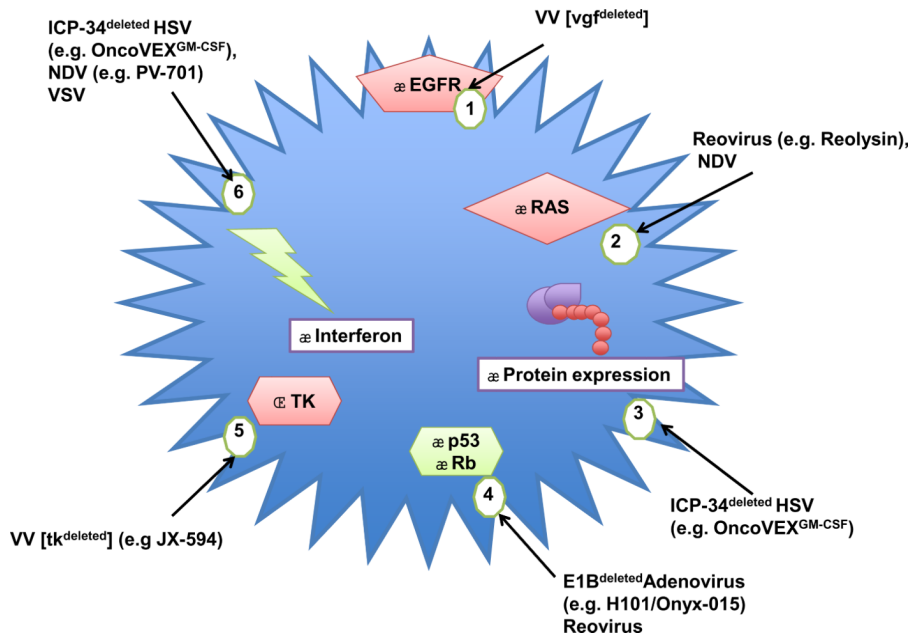 ICP-34deleted HSV
(e.g. OncoVEXGM-CSF),
NDV (e.g. PV-701)
VSV
VV [vgfdeleted]
æ EGFR
1
Reovirus (e.g. Reolysin),
NDV
6
æ RAS
2
æ Interferon
æ Protein expression
Œ TK
3
5
æ p53
æ Rb
4
ICP-34deleted HSV
(e.g. OncoVEXGM-CSF)
VV [tkdeleted] (e.g JX-594)
E1BdeletedAdenovirus
(e.g. H101/Onyx-015)
Reovirus